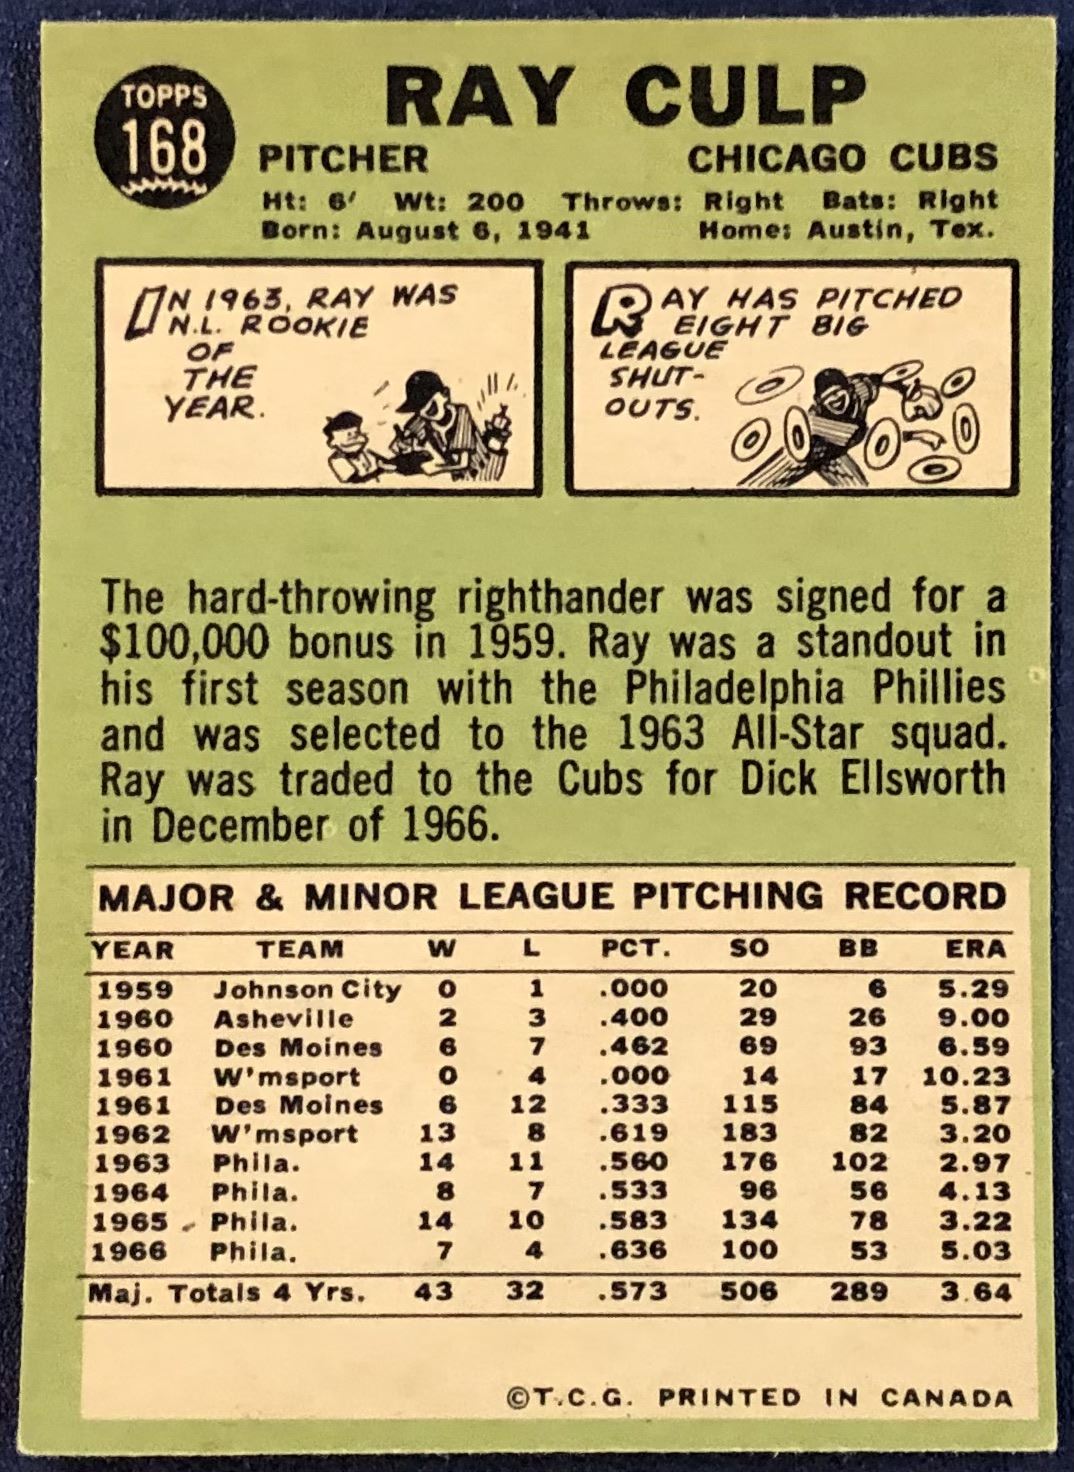 TOPPS
168
RAY CULP
PITCHER CHICAGO CUBS
Ht: 6' Wt: 200 Throws: Right Bats: Right
Born: August 6, 1941 Home: Austin, Tex.
IN 1963, RAY WAS
N.L. ROOKIE
OF
THE
YEAR.
RAY HAS PITCHED
EIGHT BIG
LEAGUE
SHUT-
OUTS.
The hard-throwing righthander was signed for a
$100,000 bonus in 1959. Ray was a standout in
his first season with the Philadelphia Phillies
and was selected to the 1963 All-Star squad.
Ray was traded to the Cubs for Dick Ellsworth
in December of 1966.
MAJOR & MINOR LEAGUE PITCHING RECORD
YEAR TEAM W L PCT. SO BB ERA
1959 Johnson City 0 1 .000 20 6 5.29
1960 Asheville 2 3 .400 29 26 9.00
1960 Des Moines 6 7 .462 69 93 6.59
1961 W'msport 0 4 .000 14 17 10.23
1961 Des Moines 6 12 .333 115 84 5.87
1962 W'msport 13 8 .619 183 82 3.20
1963 Phila. 14 11 .560 176 102 2.97
1964 Phila. 8 7 .533 96 56 4.13
1965 Phila. 14 10 .583 134 78 3.22
1966 Phila. 7 4 .636 100 53 5.03
Maj. Totals 4 Yrs. 43 32 .573 506 289 3.64
©T.C.G. PRINTED IN CANADA